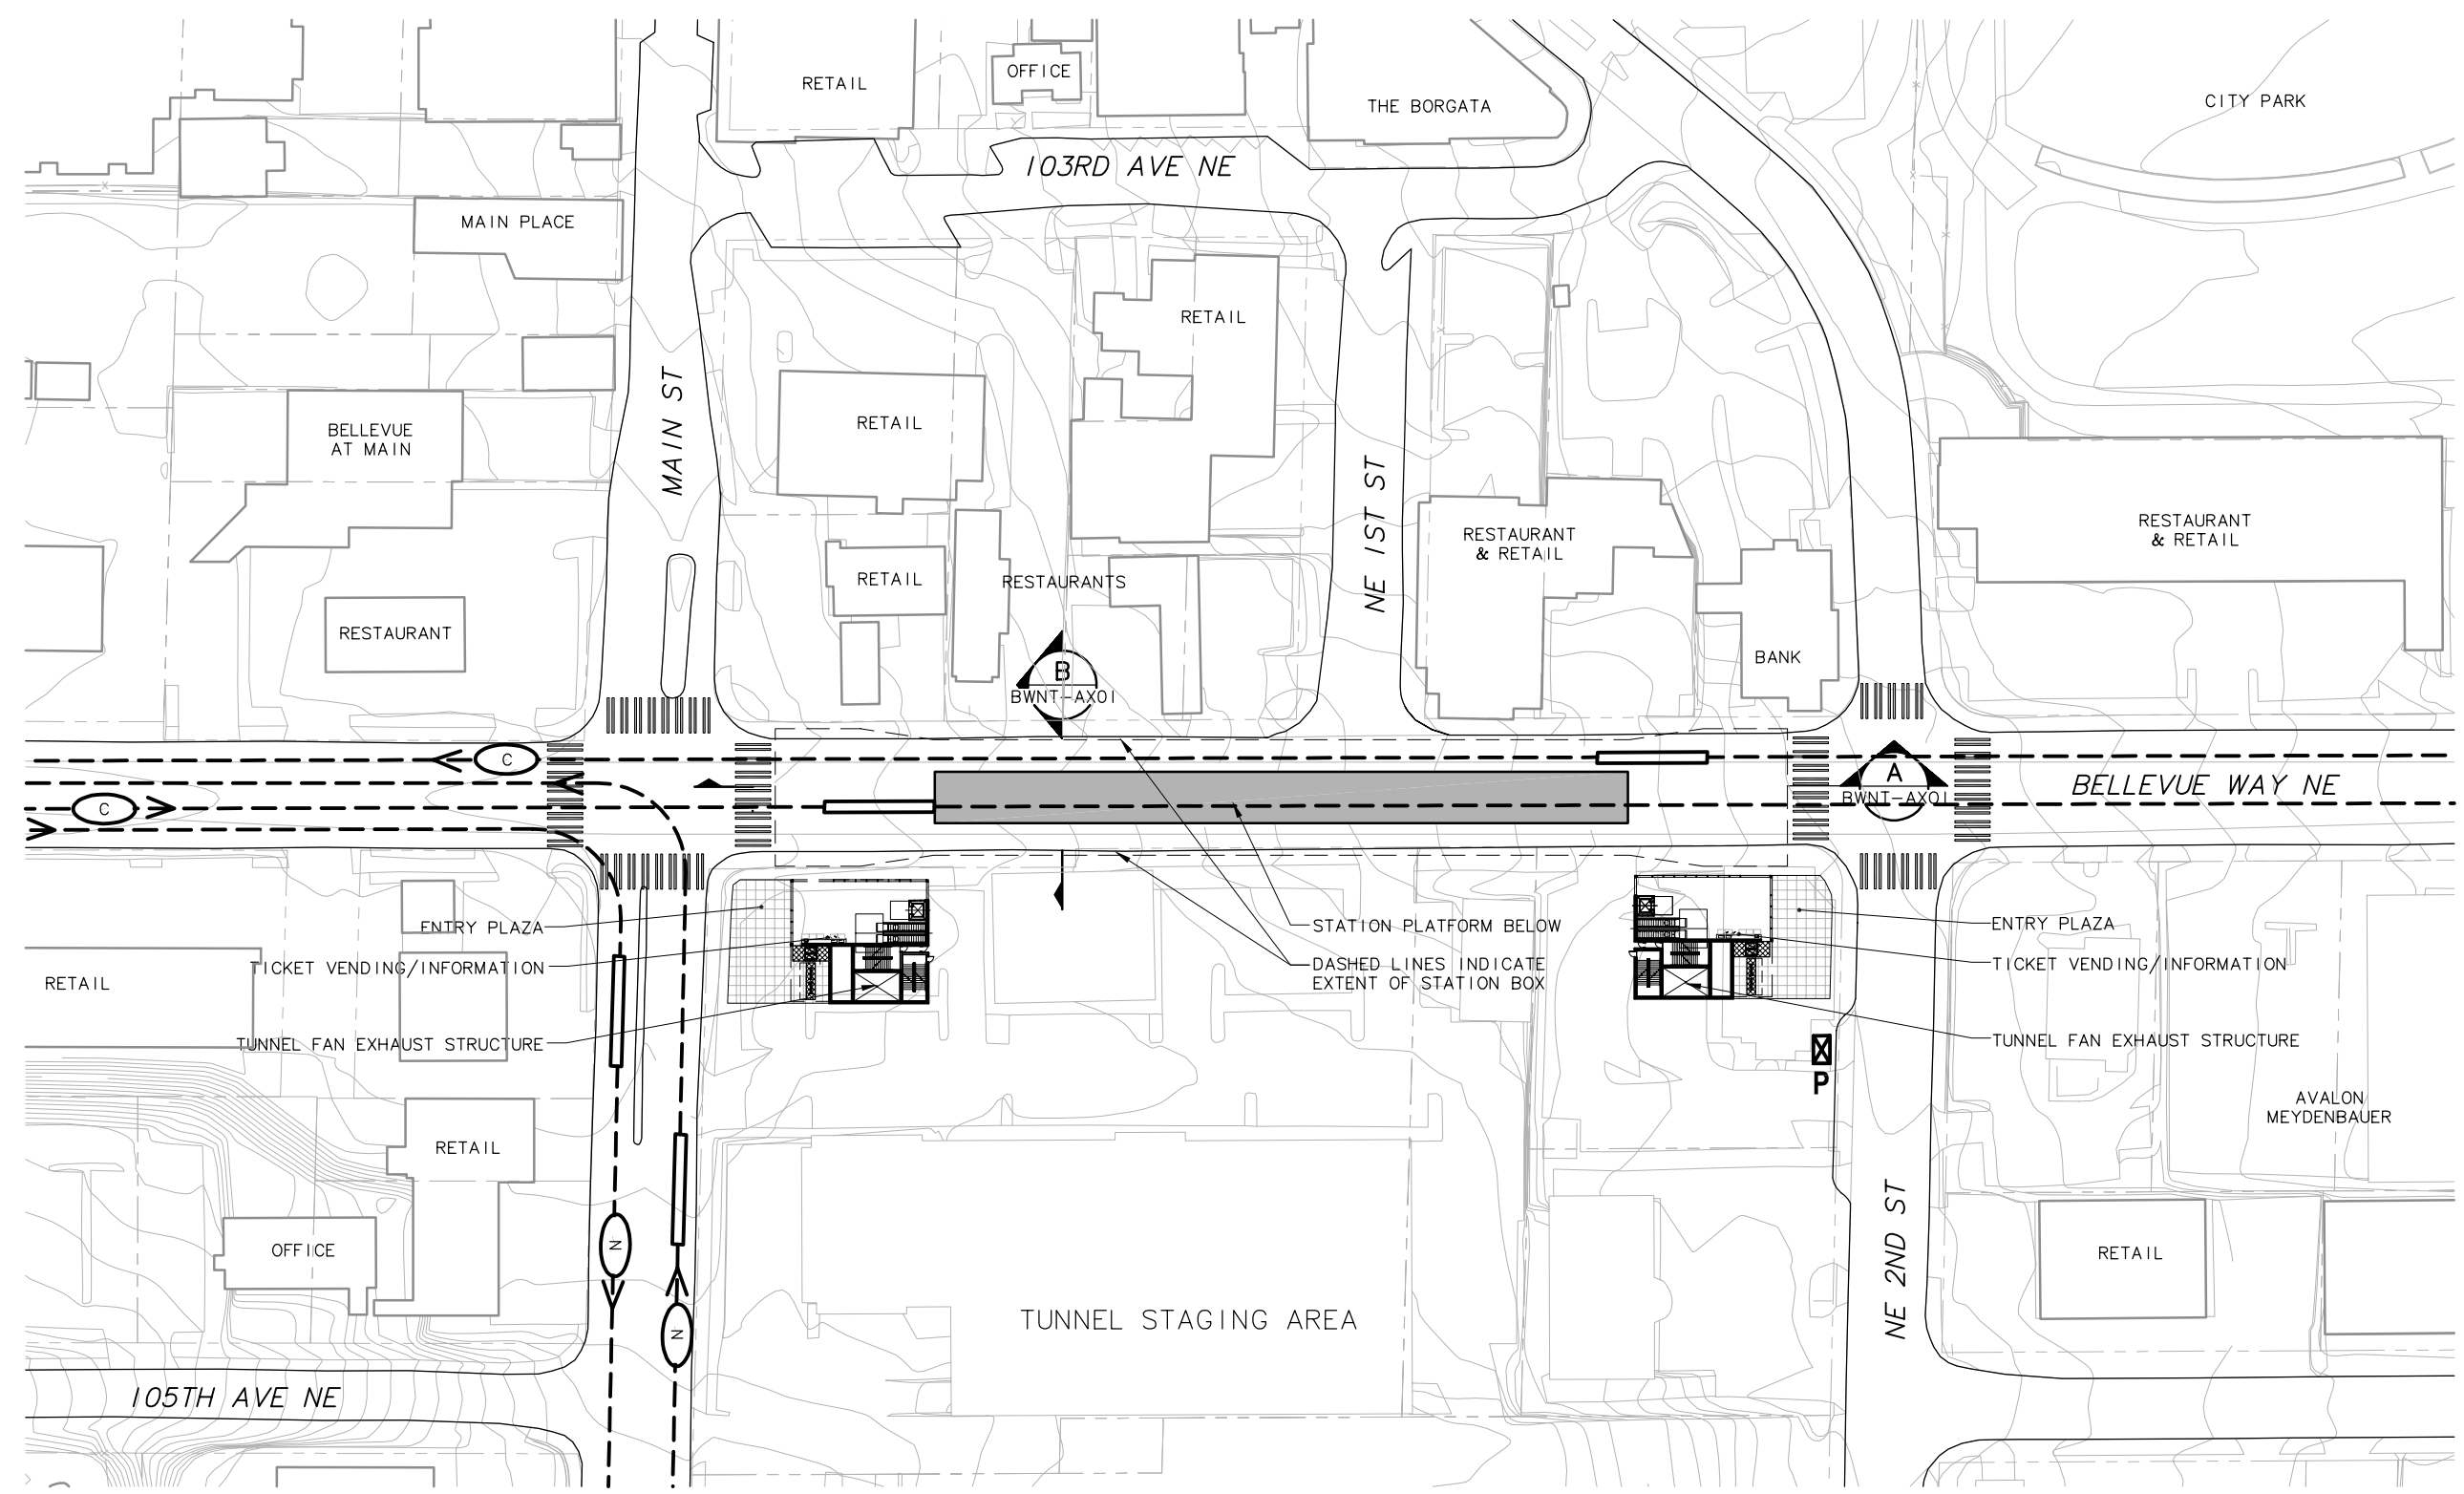 RETAIL
OFFICE
THE BORGATA
CITY PARK
103RD AVE NE
MAIN PLACE
RETAIL
MAIN ST
BELLEVUE
AT MAIN
RETAIL
NE 1ST ST
RESTAURANT
& RETAIL
RESTAURANT
& RETAIL
RETAIL
RESTAURANTS
RESTAURANT
BANK
B
BWNT-AX01
C
C
A
BWNT-AX01
BELLEVUE WAY NE
ENTRY PLAZA
STATION PLATFORM BELOW
ENTRY PLAZA
TICKET VENDING/INFORMATION
DASHED LINES INDICATE
EXTENT OF STATION BOX
TICKET VENDING/INFORMATION
RETAIL
TUNNEL FAN EXHAUST STRUCTURE
TUNNEL FAN EXHAUST STRUCTURE
P
AVALON
MEYDENBAUER
RETAIL
OFFICE
N
N
NE 2ND ST
RETAIL
TUNNEL STAGING AREA
105TH AVE NE